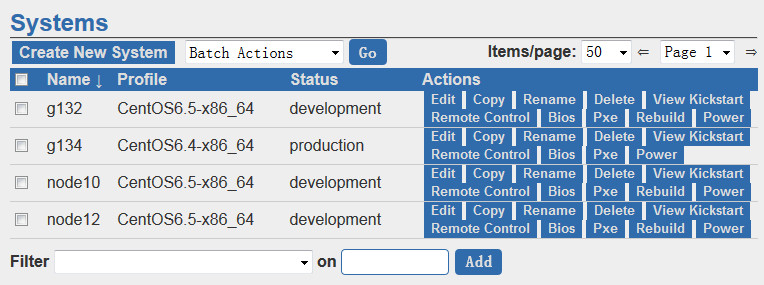 Systems
Create New System Batch Actions Go Items/page: 50 ⇐ Page 1 ⇒
Name ↓ Profile Status Actions
g132 CentOS6.5-x86_64 development Edit Copy Rename Delete View Kickstart
Remote Control Bios Pxe Rebuild Power
g134 CentOS6.4-x86_64 production Edit Copy Rename Delete View Kickstart
Remote Control Bios Pxe Power
node10 CentOS6.5-x86_64 development Edit Copy Rename Delete View Kickstart
Remote Control Bios Pxe Rebuild Power
node12 CentOS6.5-x86_64 development Edit Copy Rename Delete View Kickstart
Remote Control Bios Pxe Rebuild Power
Filter on Add